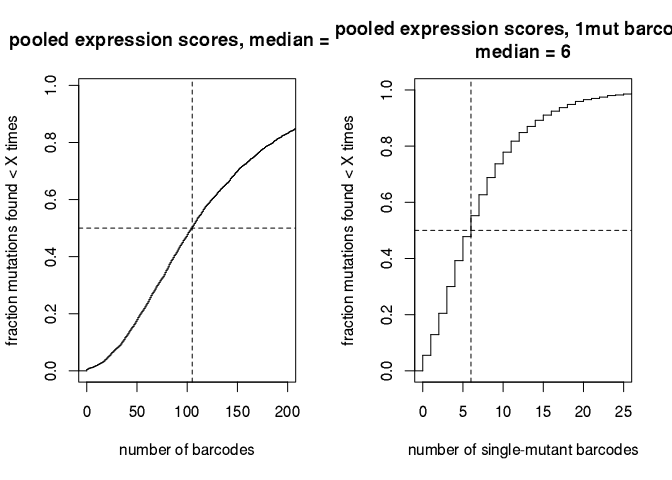 pooled expression scores, median =
fraction mutations found < X times
1.0
0.8
0.6
0.4
0.2
0.0
0 50 100 150 200
number of barcodes
pooled expression scores, 1mut
median = 6
fraction mutations found < X times
1.0
0.8
0.6
0.4
0.2
0.0
0 5 10 15 20 25
number of single-mutant barcodes